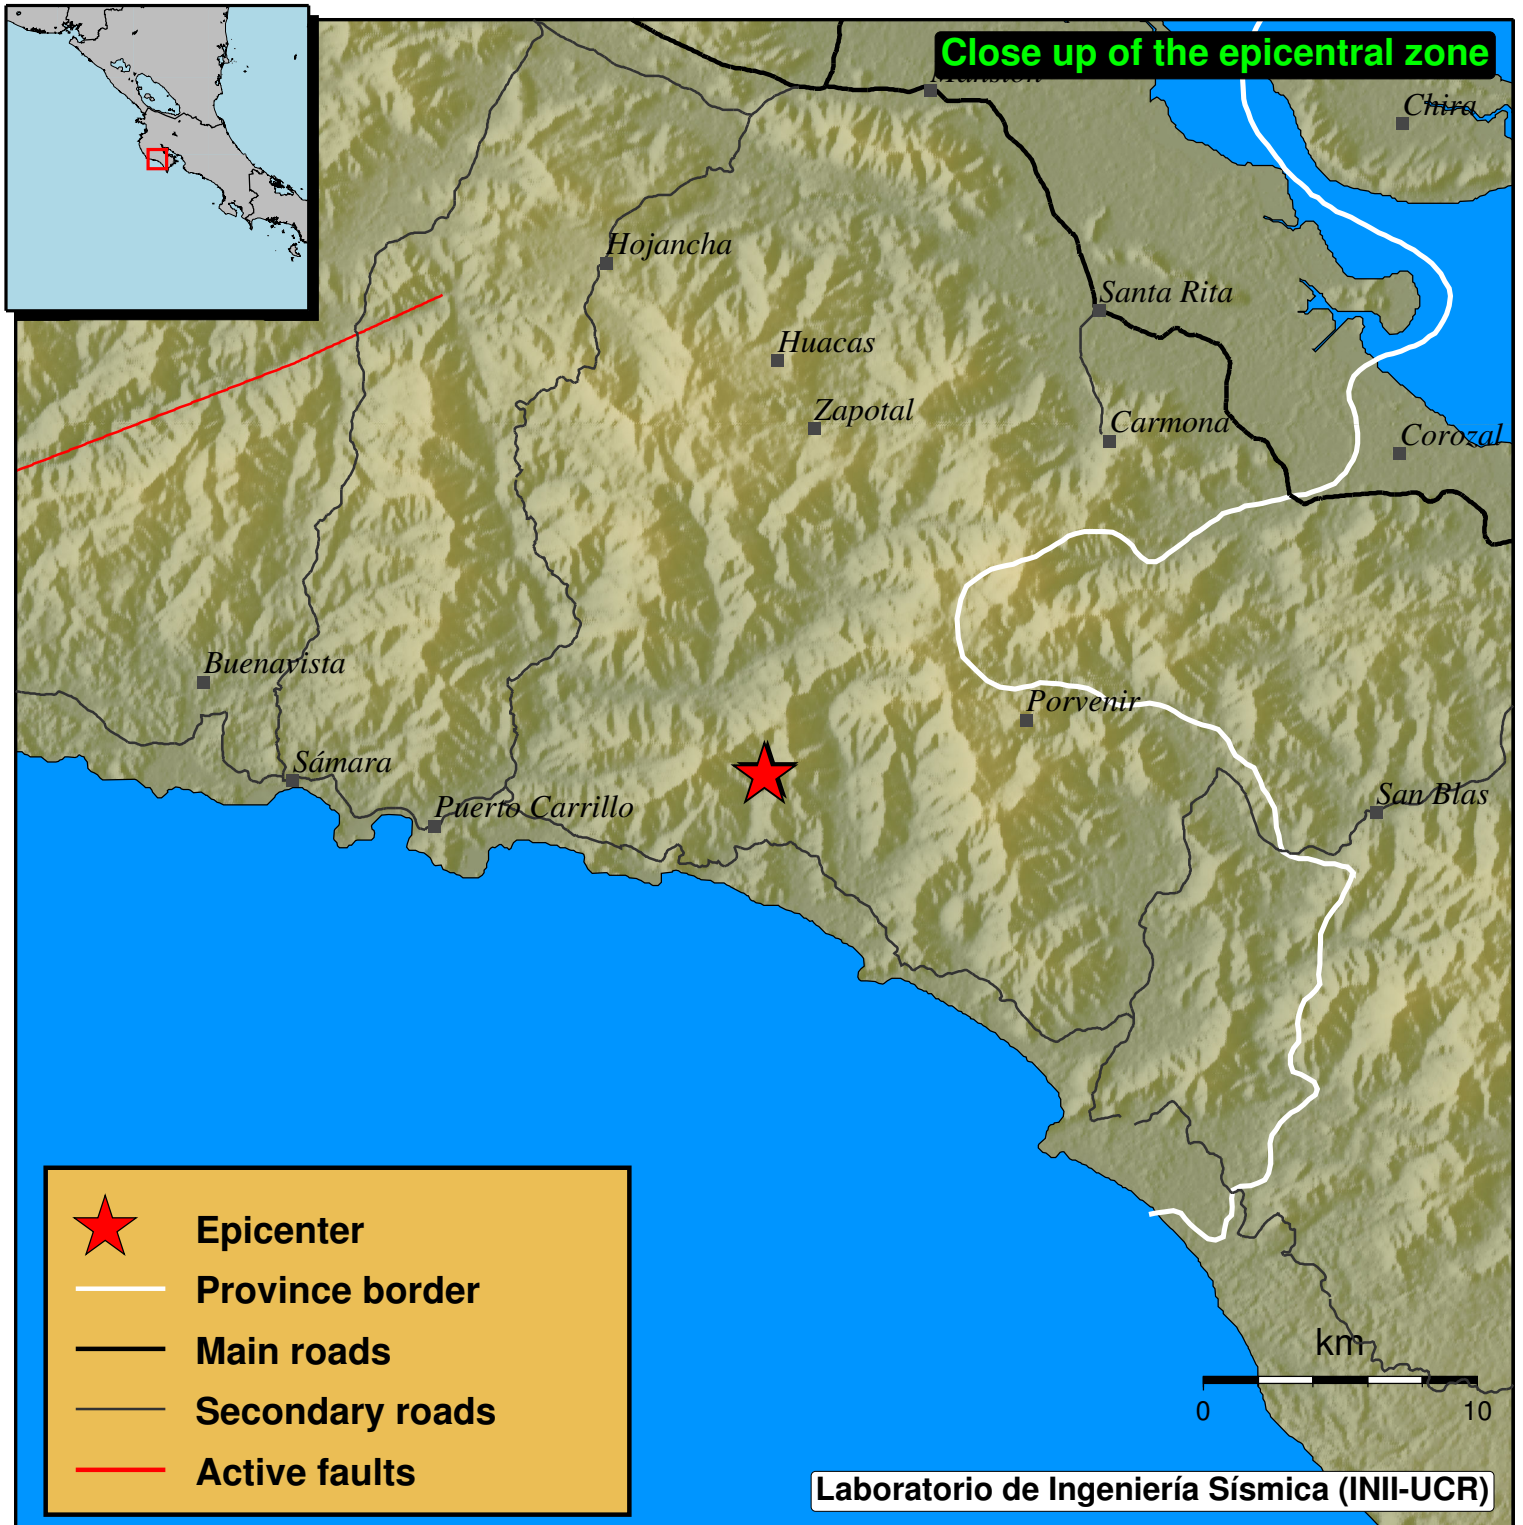 Close up of the epicentral zone
Mansión
Chira
Hojancha
Santa Rita
Huacas
Zapotal
Carmona
Corozal
Buenavista
Porvenir
Sámara
San Blas
Puerto Carrillo
Epicenter
Province border
Main roads
Secondary roads
Active faults
km
0 10
Laboratorio de Ingeniería Sísmica (INII-UCR)